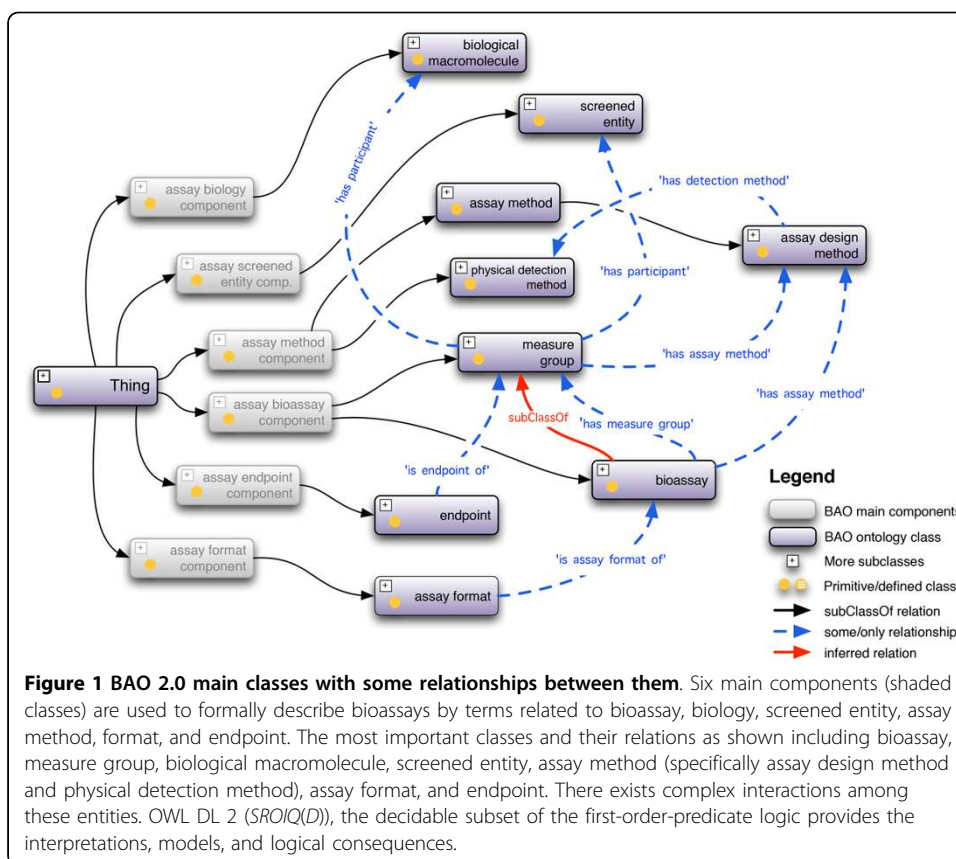 biological
macromolecule
screened
entity
'has participant'
'has detection method'
assay biology
component
assay method
assay design
method
assay screened
entity comp.
physical detection
method
'has participant'
assay method
component
measure
group
'has assay method'
Thing
assay bioassay
component
subClassOf
'has measure group'
'has assay method'
'is endpoint of'
bioassay
assay endpoint
component
endpoint
'is assay format of'
assay format
component
assay format
Legend
BAO main components
BAO ontology class
More subclasses
Primitive/defined class
subClassOf relation
some/only relationship
inferred relation
Figure 1 BAO 2.0 main classes with some relationships between them. Six main components (shaded
classes) are used to formally describe bioassays by terms related to bioassay, biology, screened entity, assay
method, format, and endpoint. The most important classes and their relations as shown including bioassay,
measure group, biological macromolecule, screened entity, assay method (specifically assay design method
and physical detection method), assay format, and endpoint. There exists complex interactions among
these entities. OWL DL 2 (SROIQ(D)), the decidable subset of the first-order-predicate logic provides the
interpretations, models, and logical consequences.